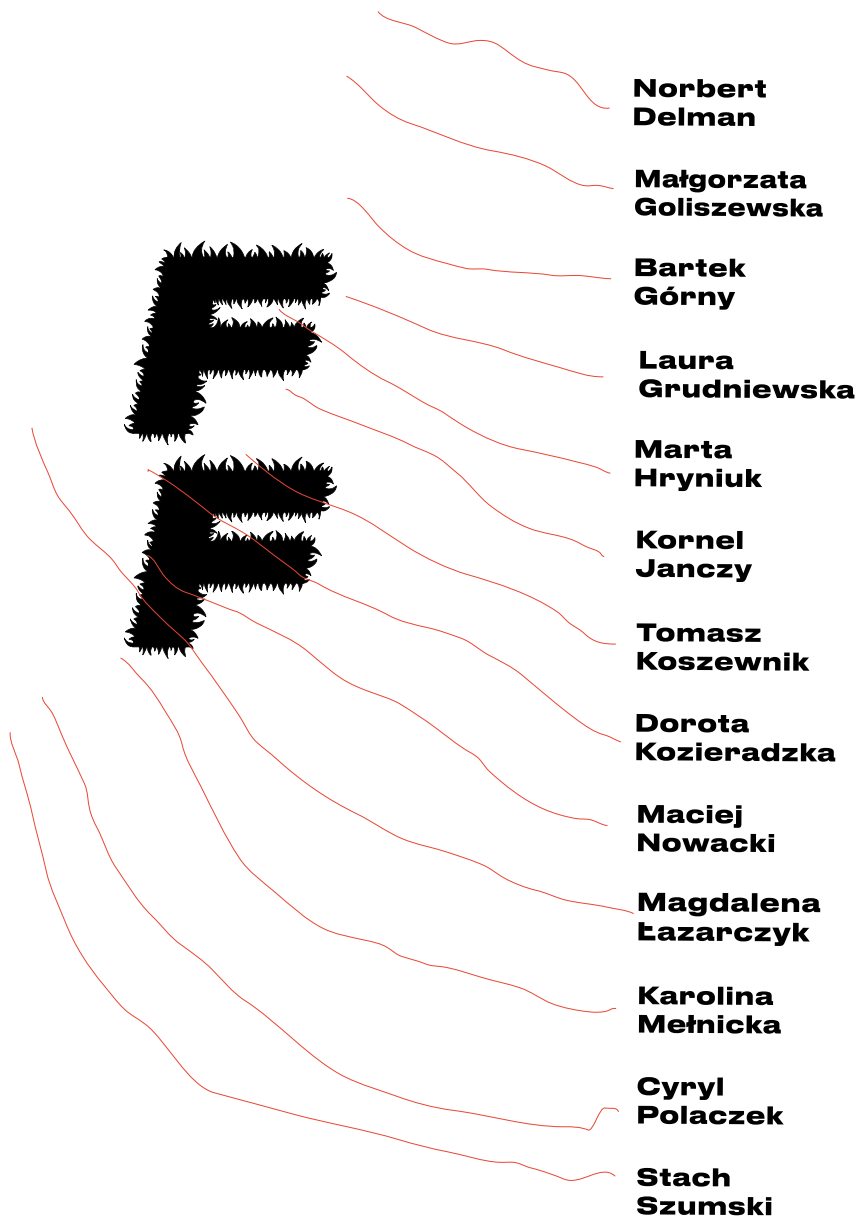 F
F
Norbert
Delman
Małgorzata
Goliszewska
Bartek
Górny
Laura
Grudniewska
Marta
Hryniuk
Kornel
Janczy
Tomasz
Koszewnik
Dorota
Kozieradzka
Maciej
Nowacki
Magdalena
Łazarczyk
Karolina
Mełnicka
Cyryl
Polaczek
Stach
Szumski